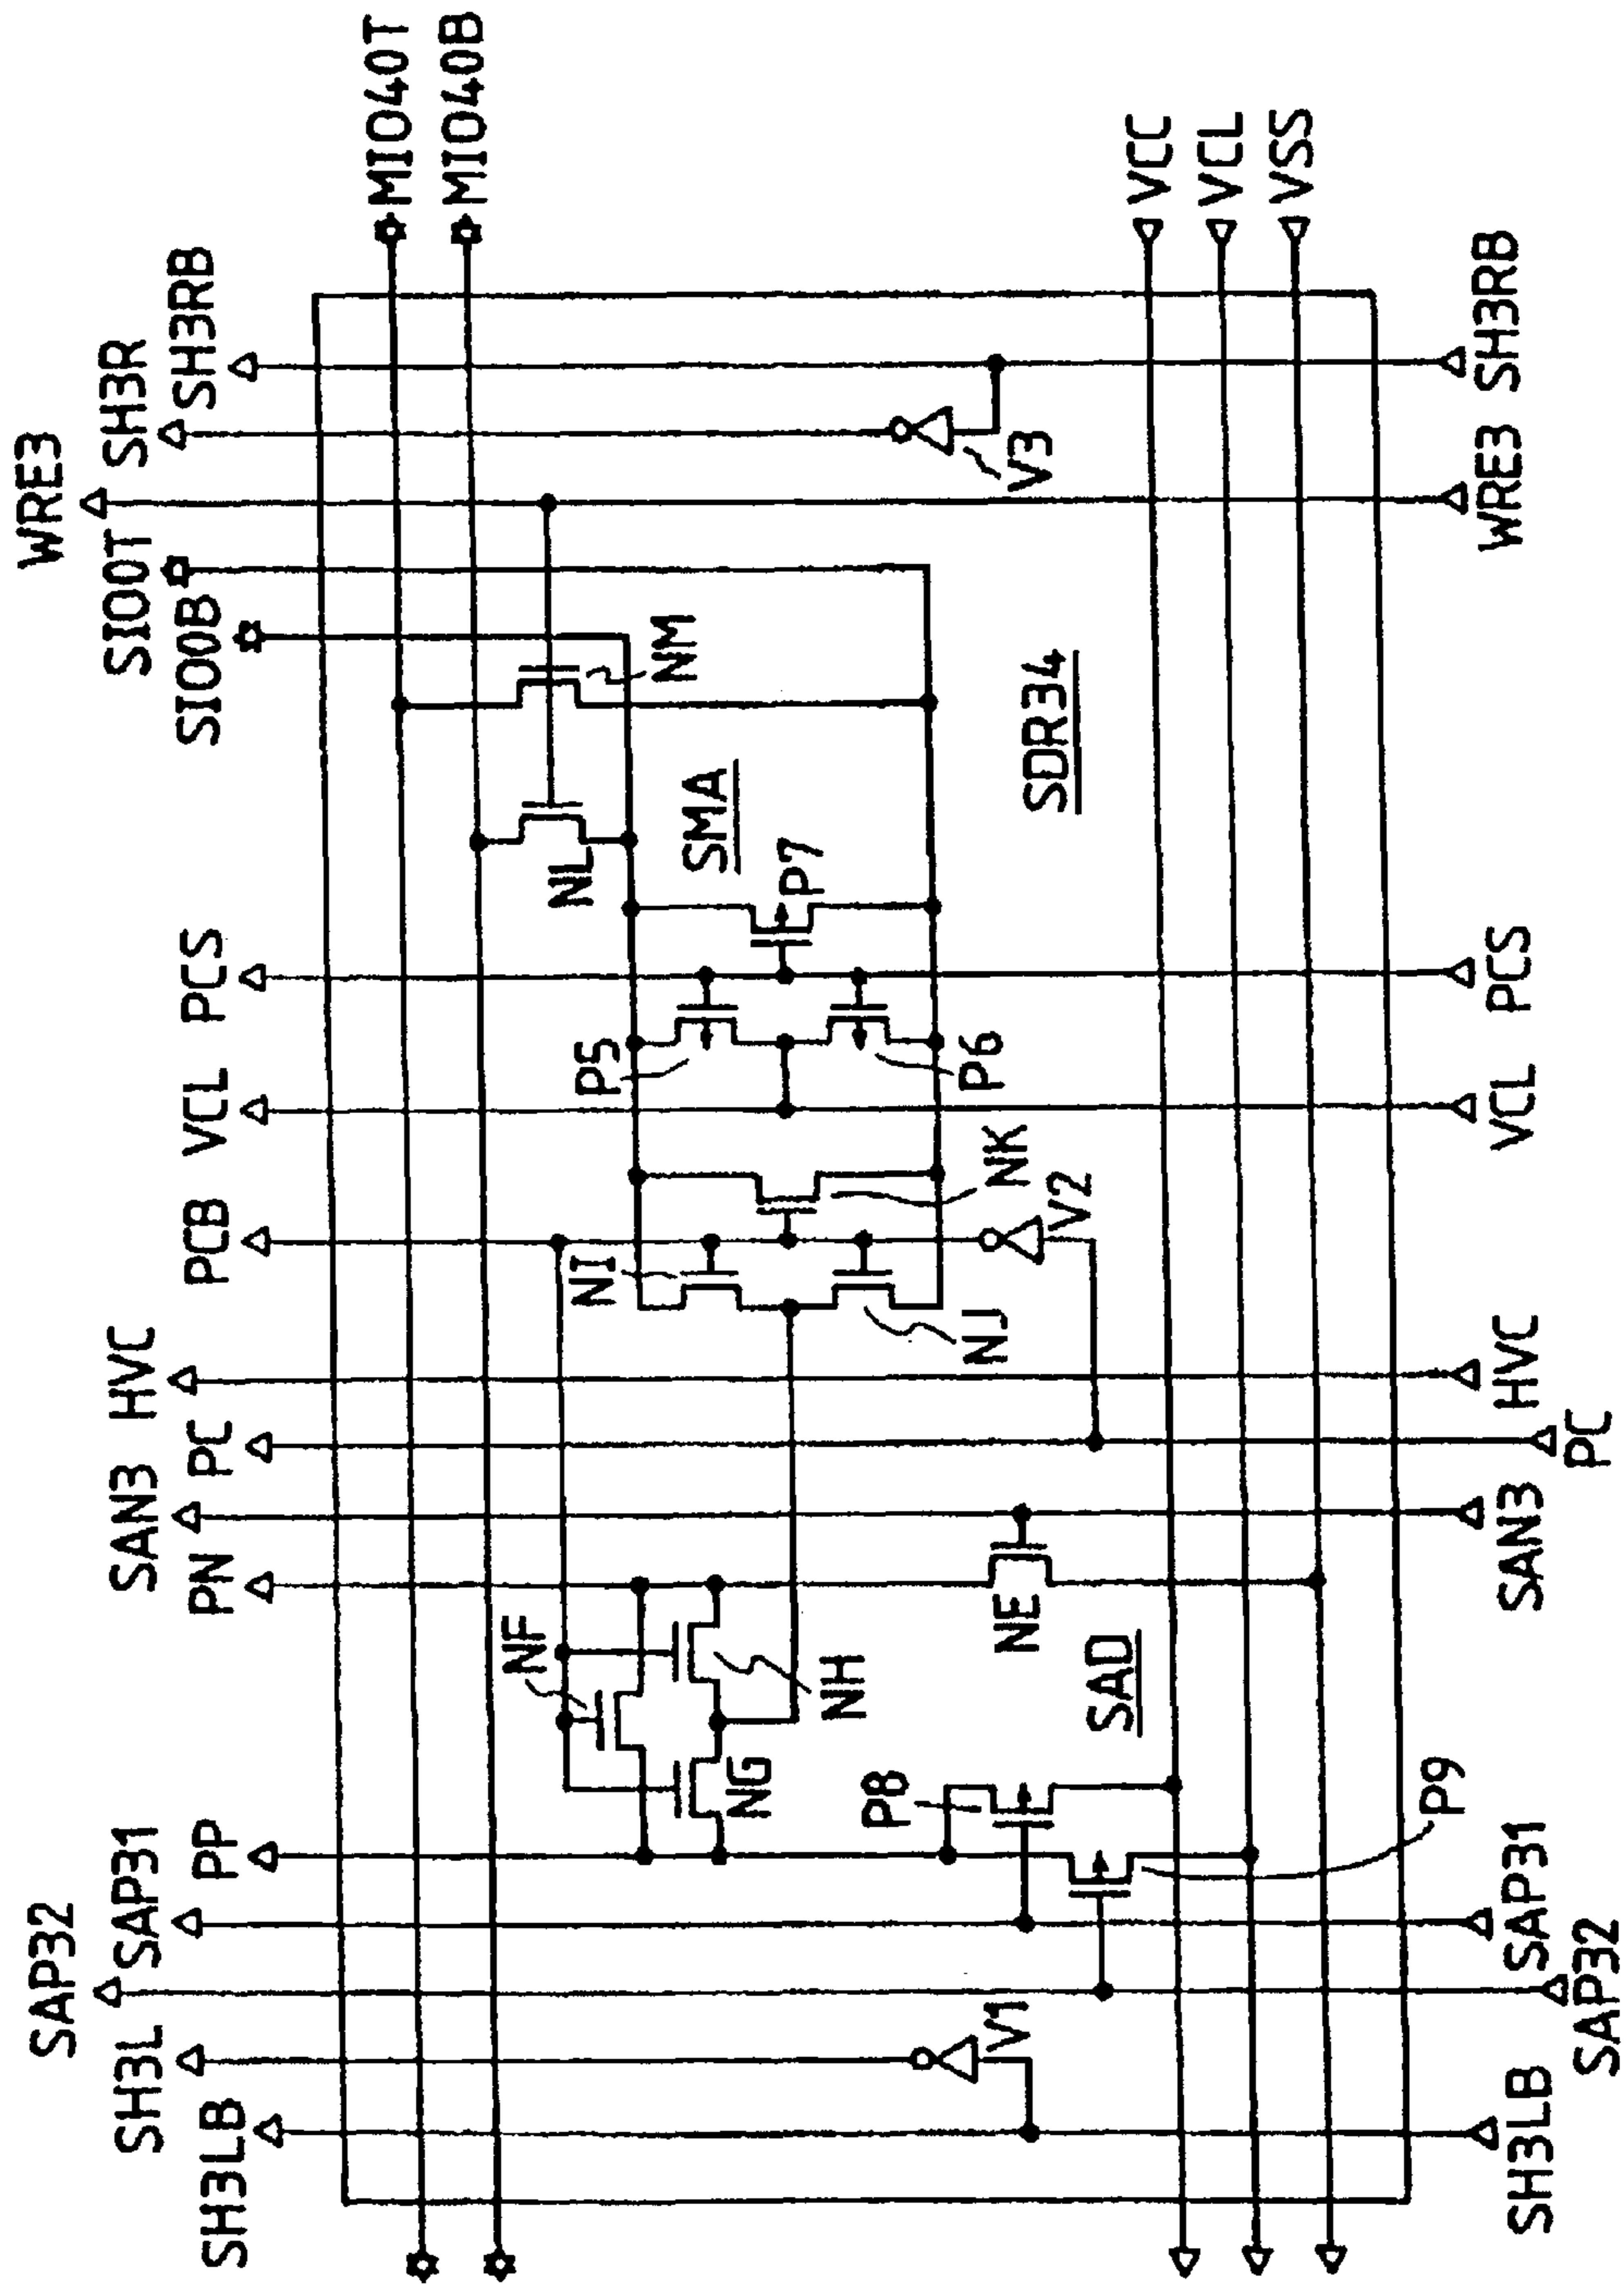 WRE3
SH3R
SH3RB
MIO40T
MIO40B
SIO0T
SIO0B
PCS
VCL
PCB
HVC
PC
SAN3
PN
PP
SAP31
SAP32
SH3L
SH3LB
NM
NL
SMA
P7
P5
P6
NK
NI
NJ
V2
V3
SDR34
NF
NH
NG
NE
SAD
P8
P9
V1
VCC
VCL
VSS
SH3RB
WRE3
PCS
VCL
HVC
PC
SAN3
SAP31
SAP32
SH3LB